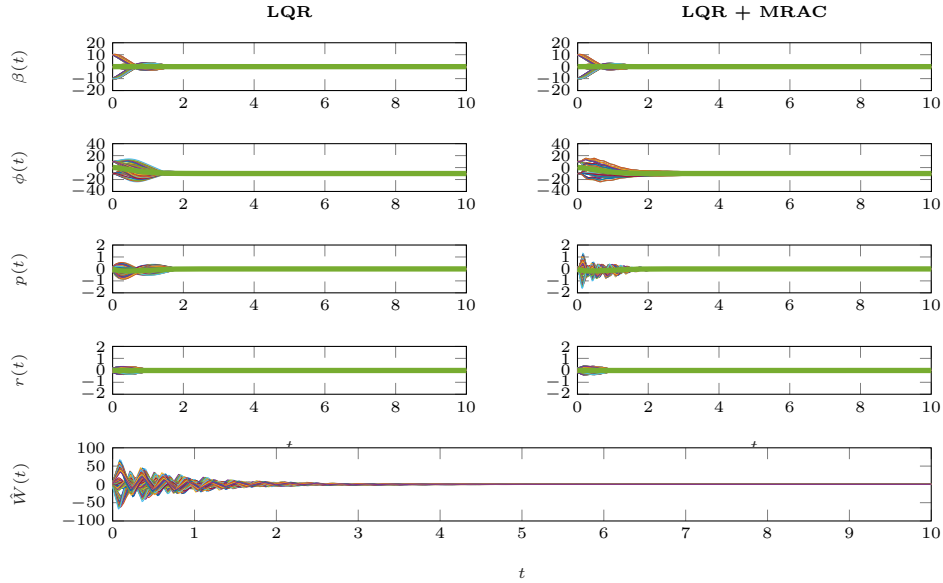 LQR LQR + MRAC
β(t) 20 10 0 −10 −20 20 10 0 −10 −20
0 2 4 6 8 10 0 2 4 6 8 10
ϕ(t) 40 20 0 −20 −40 40 20 0 −20 −40
0 2 4 6 8 10 0 2 4 6 8 10
p(t) 2 1 0 −1 −2 2 1 0 −1 −2
0 2 4 6 8 10 0 2 4 6 8 10
r(t) 2 1 0 −1 −2 2 1 0 −1 −2
0 2 4 6 8 10 0 2 4 6 8 10
t t
Ŵ(t) 100 50 0 −50 −100
0 1 2 3 4 5 6 7 8 9 10
t